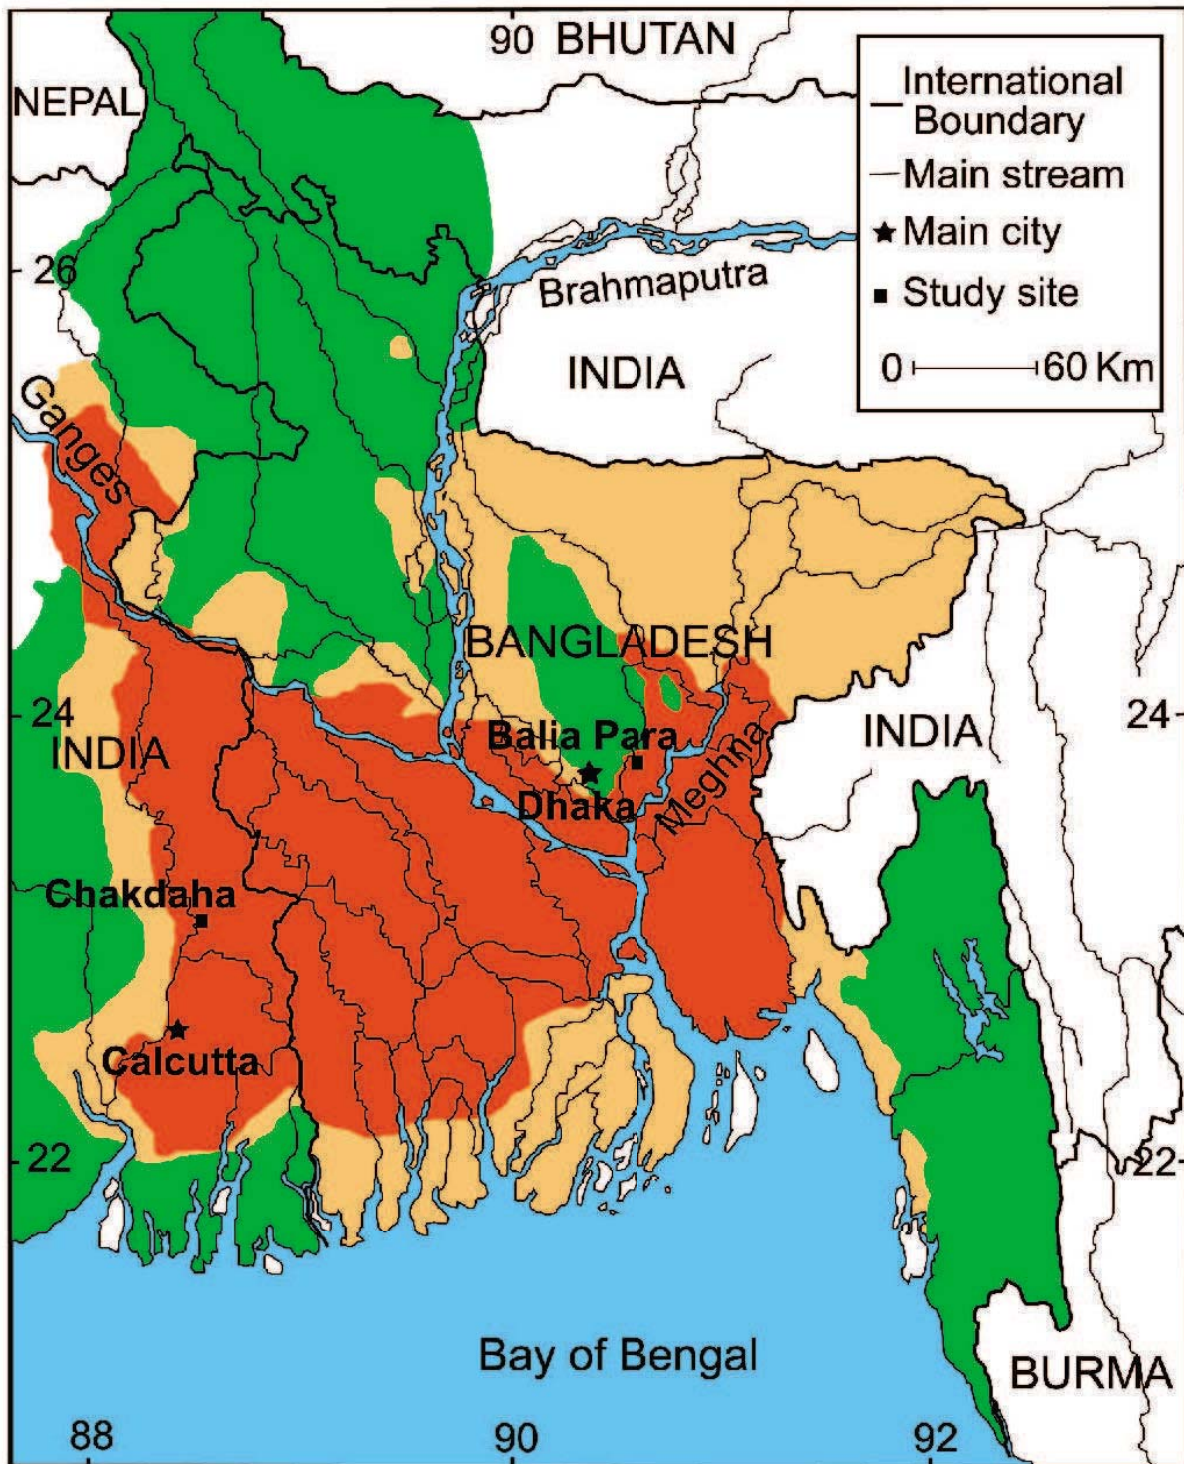 90 BHUTAN
NEPAL
International
Boundary
Main stream
Main city
Study site
0 60 Km
26
Brahmaputra
INDIA
Ganges
BANGLADESH
24
24
INDIA
INDIA
Balia Para
Dhaka
Meghna
Chakdaha
Calcutta
22
22
Bay of Bengal
BURMA
88
90
92